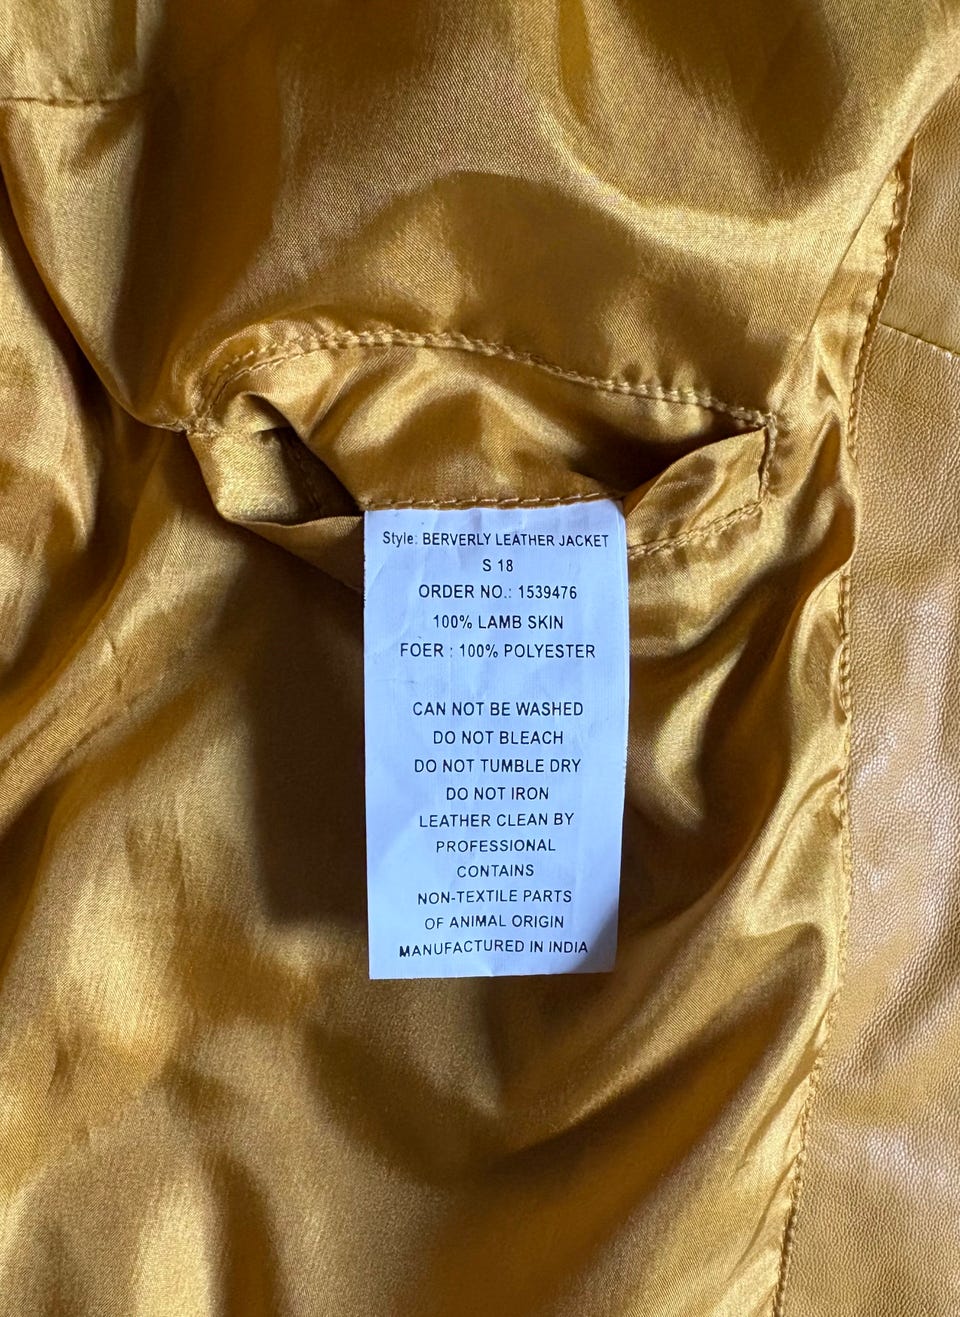 Style: BERVERLY LEATHER JACKET
S 18
ORDER NO.: 1539476
100% LAMB SKIN
FOER : 100% POLYESTER
CAN NOT BE WASHED
DO NOT BLEACH
DO NOT TUMBLE DRY
DO NOT IRON
LEATHER CLEAN BY
PROFESSIONAL
CONTAINS
NON-TEXTILE PARTS
OF ANIMAL ORIGIN
MANUFACTURED IN INDIA